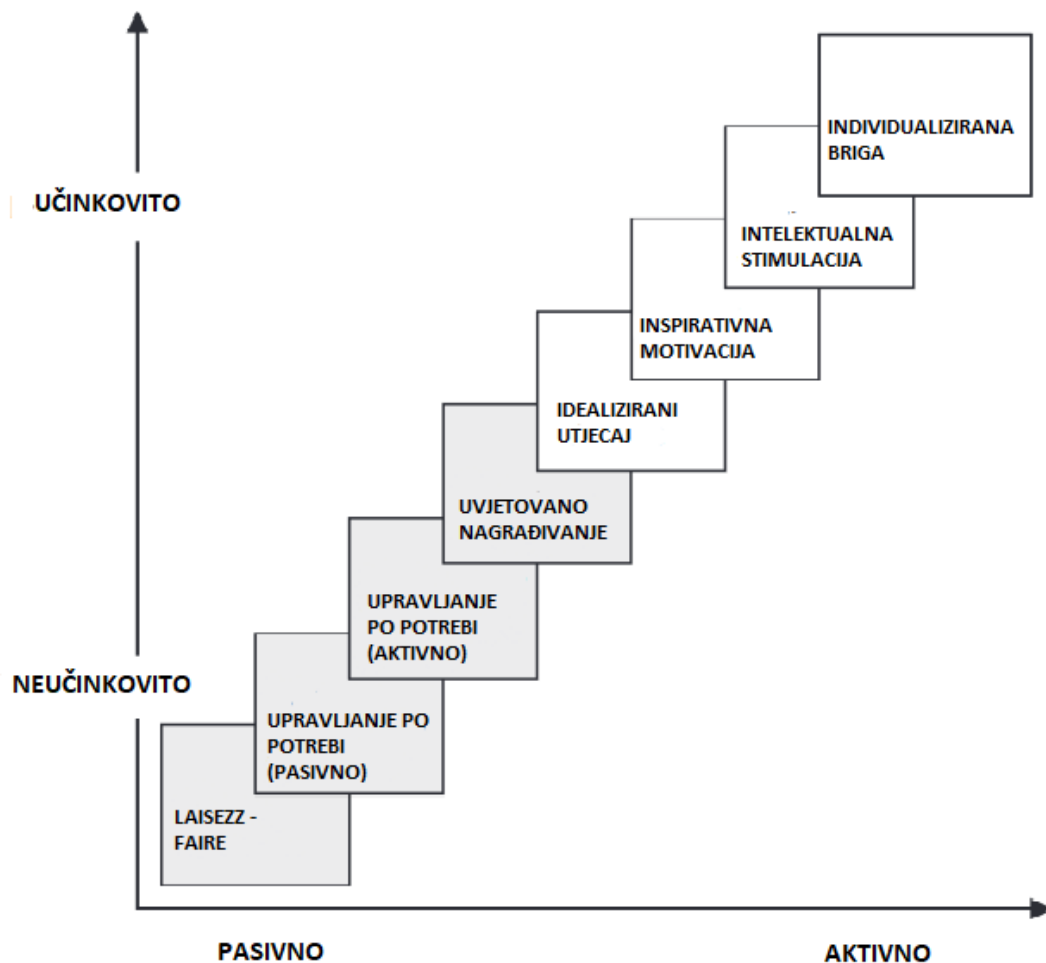 INDIVIDUALIZIRANA
BRIGA
UČINKOVITO
INTELEKTUALNA
STIMULACIJA
INSPIRATIVNA
MOTIVACIJA
IDEALIZIRANI
UTJECAJ
UVJETOVANO
NAGRAĐIVANJE
UPRAVLJANJE
PO POTREBI
(AKTIVNO)
NEUČINKOVITO
UPRAVLJANJE PO
POTREBI
(PASIVNO)
LAISEZZ -
FAIRE
PASIVNO
AKTIVNO